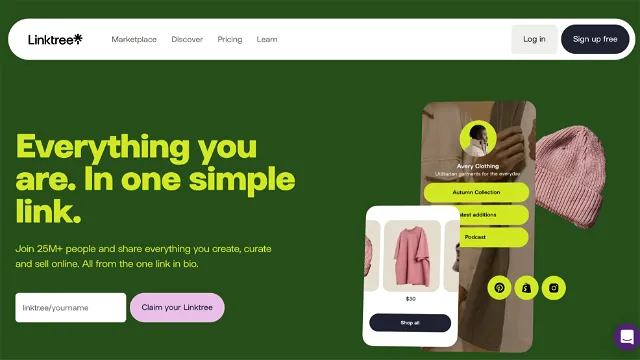 Linktree*
Marketplace Discover Pricing Learn
Log in
Sign up free
Everything you
are. In one simple
link.
Join 25M+ people and share everything you create, curate
and sell online. All from the one link in bio.
linktree/yourname
Claim your Linktree
Avery Clothing
Utilitarian garments for the everyday
Autumn Collection
atest additions
Podcast
$30
Shop all